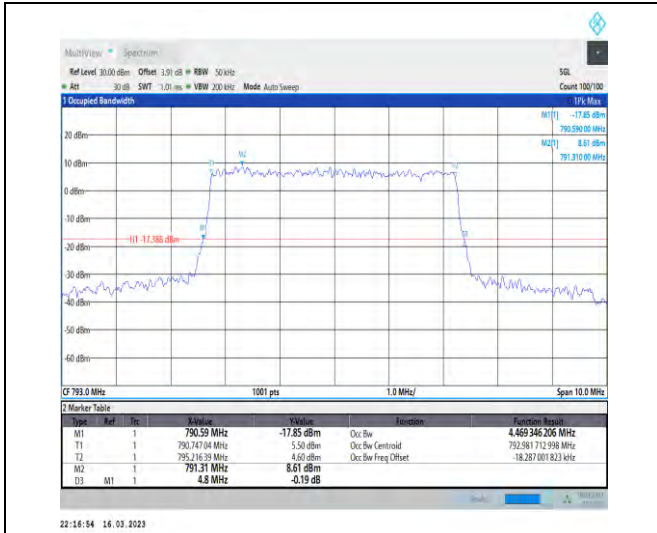 MultiView Spectrum
Ref Level 30.00 dBm Offset 3.91 dB RBW 50 kHz SGL
Att 30 dB SWT 1.01 ms VBW 200 kHz Mode Auto Sweep Count 100/100
1 Occupied Bandwidth 1Pk Max
M1[1] -17.85 dBm
790.59000 MHz
20 dBm
M2[1] 8.61 dBm
791.31000 MHz
M2
T1
10 dBm
0 dBm
-10 dBm
M1
D3
H1 -17.386 dBm
-20 dBm
-30 dBm
-40 dBm
-50 dBm
-60 dBm
CF 793.0 MHz 1001 pts 1.0 MHz/ Span 10.0 MHz
2 Marker Table
Type Ref Trc X-Value Y-Value Function Function Result
M1 1 790.59 MHz -17.85 dBm Occ Bw 4.469 346 206 MHz
T1 1 790.747 04 MHz 5.50 dBm Occ Bw Centroid 792.981 712 998 MHz
T2 1 795.216 39 MHz 4.60 dBm Occ Bw Freq Offset -18.287 001 823 kHz
M2 1 791.31 MHz 8.61 dBm
D3 M1 1 4.8 MHz -0.19 dB
22:16:54 16.03.2023